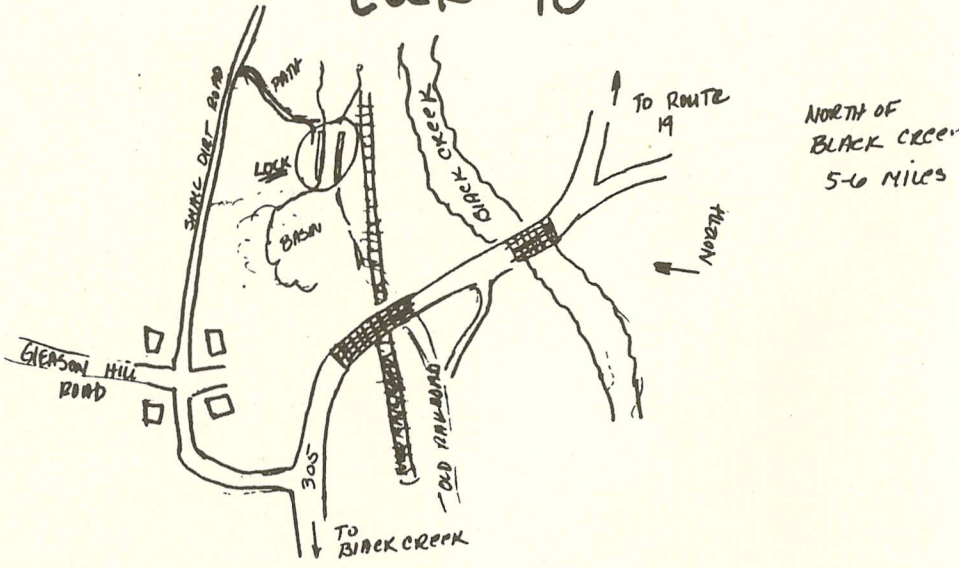 SMALL DIRT ROAD
PATH
LOCK
BASIN
BLACK CREEK
TO ROUTE
19
NORTH OF
BLACK CREEK
5-6 MILES
NORTH
GLEASON HILL
ROAD
305
OLD RAILROAD
TO
BLACK CREEK